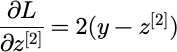 ∂L/∂z^[2] = 2(y − z^[2])